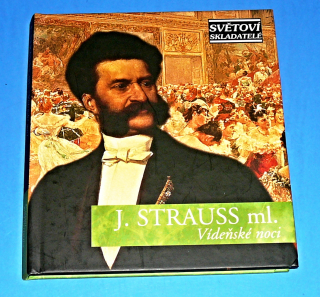 SVĚTOVÍ
SKLADATELÉ
J. STRAUSS ml.
Vídeňské noci